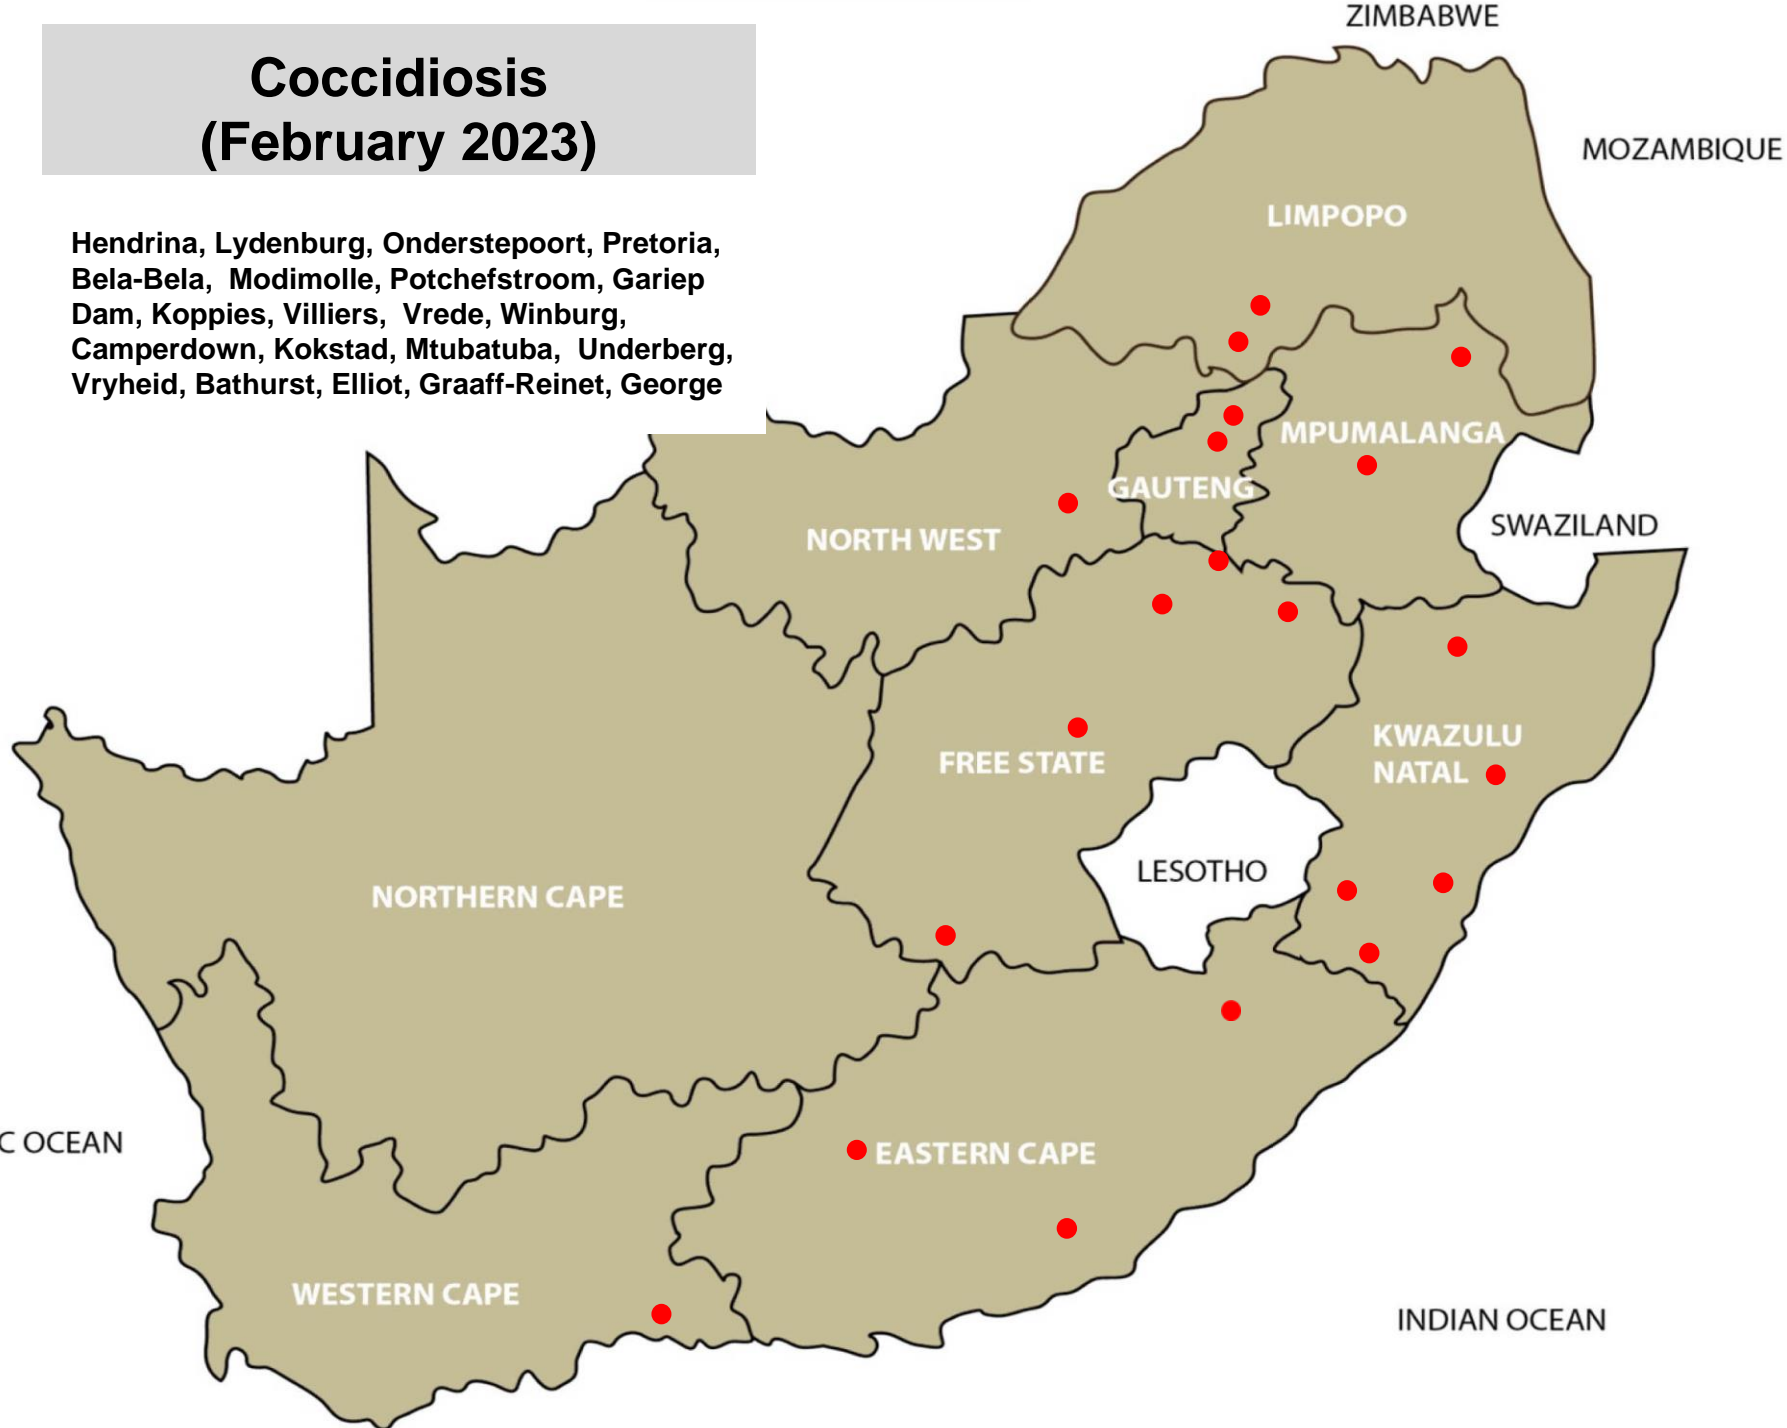 Coccidiosis
(February 2023)
Hendrina, Lydenburg, Onderstepoort, Pretoria,
Bela-Bela, Modimolle, Potchefstroom, Gariep
Dam, Koppies, Villiers, Vrede, Winburg,
Camperdown, Kokstad, Mtubatuba, Underberg,
Vryheid, Bathurst, Elliot, Graaff-Reinet, George
ZIMBABWE
MOZAMBIQUE
LIMPOPO
MPUMALANGA
GAUTENG
NORTH WEST
SWAZILAND
KWAZULU
NATAL
FREE STATE
LESOTHO
NORTHERN CAPE
C OCEAN
EASTERN CAPE
WESTERN CAPE
INDIAN OCEAN